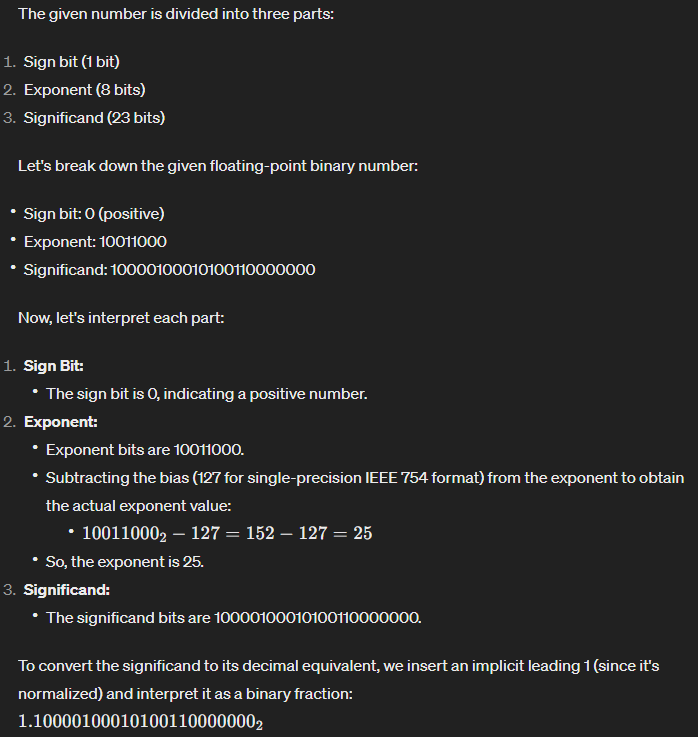 The given number is divided into three parts:
1. Sign bit (1 bit)
2. Exponent (8 bits)
3. Significand (23 bits)
Let's break down the given floating-point binary number:
• Sign bit: 0 (positive)
• Exponent: 10011000
• Significand: 10000100010100110000000
Now, let's interpret each part:
1. Sign Bit:
• The sign bit is 0, indicating a positive number.
2. Exponent:
• Exponent bits are 10011000.
• Subtracting the bias (127 for single-precision IEEE 754 format) from the exponent to obtain
the actual exponent value:
• 10011000₂ − 127 = 152 − 127 = 25
• So, the exponent is 25.
3. Significand:
• The significand bits are 10000100010100110000000.
To convert the significand to its decimal equivalent, we insert an implicit leading 1 (since it's
normalized) and interpret it as a binary fraction:
1.10000100010100110000000₂